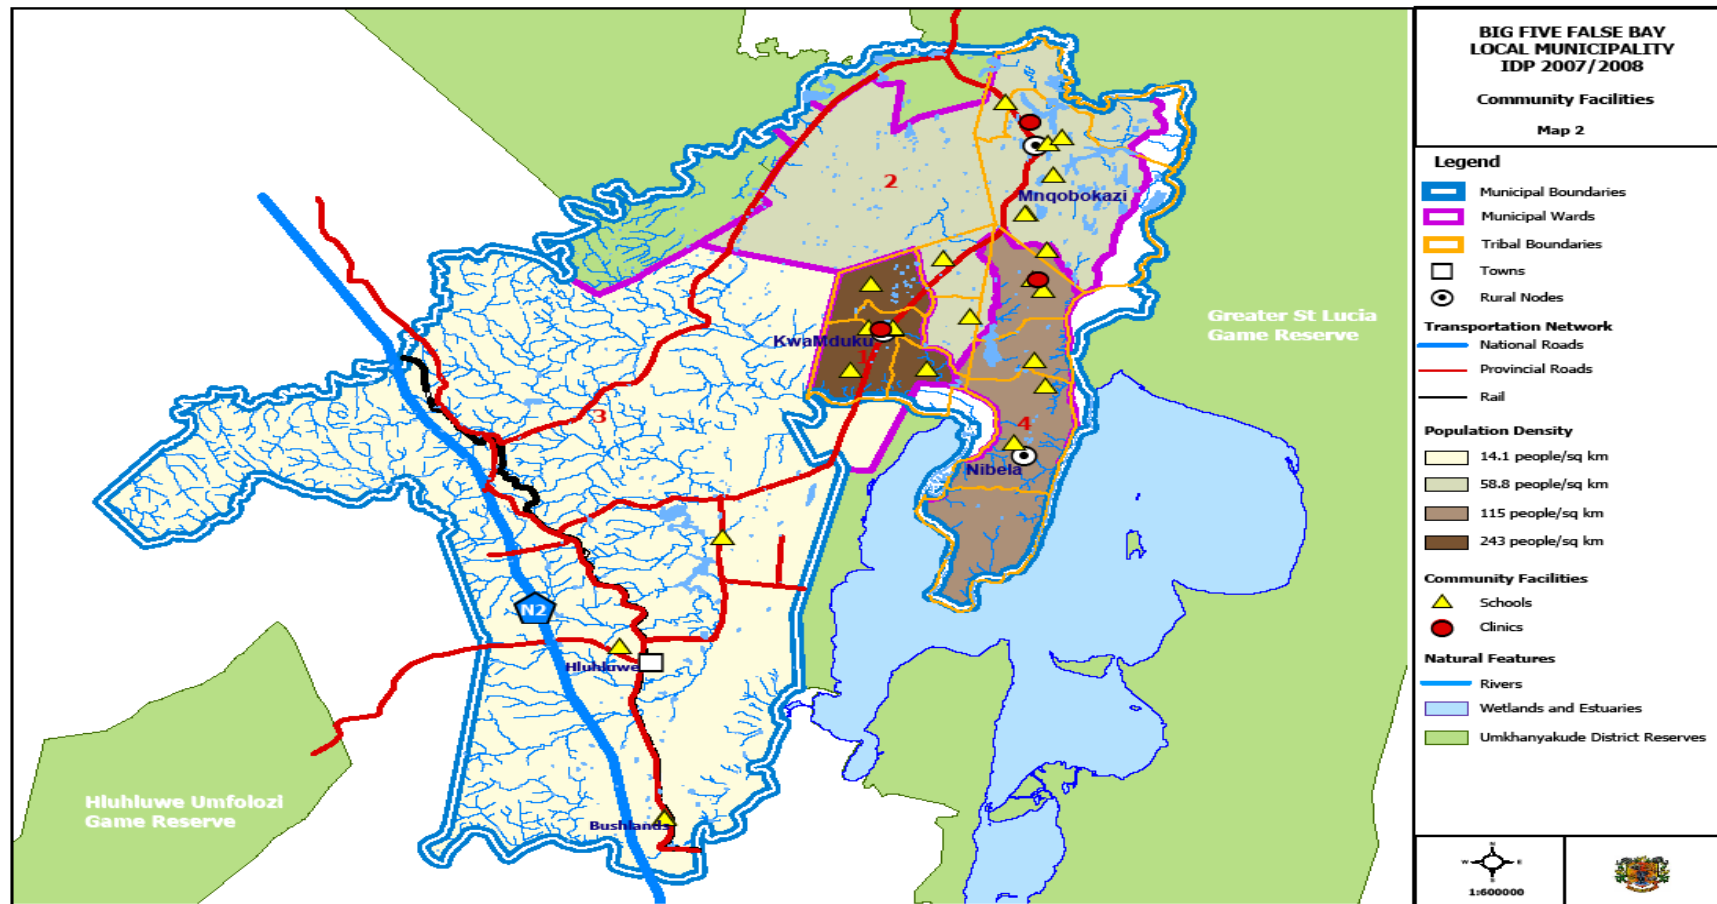 BIG FIVE FALSE BAY
LOCAL MUNICIPALITY
IDP 2007/2008
Community Facilities
Map 2
Legend
Municipal Boundaries
Municipal Wards
Tribal Boundaries
Towns
Rural Nodes
Transportation Network
National Roads
Provincial Roads
Rail
Population Density
14.1 people/sq km
58.8 people/sq km
115 people/sq km
243 people/sq km
Community Facilities
Schools
Clinics
Natural Features
Rivers
Wetlands and Estuaries
Umkhanyakude District Reserves
N
W
E
S
1:600000
2
Mnqobokazi
Greater St Lucia
Game Reserve
KwaMduku
1
3
4
Nibela
N2
Hluhluwe
Hluhluwe Umfolozi
Game Reserve
Bushlands